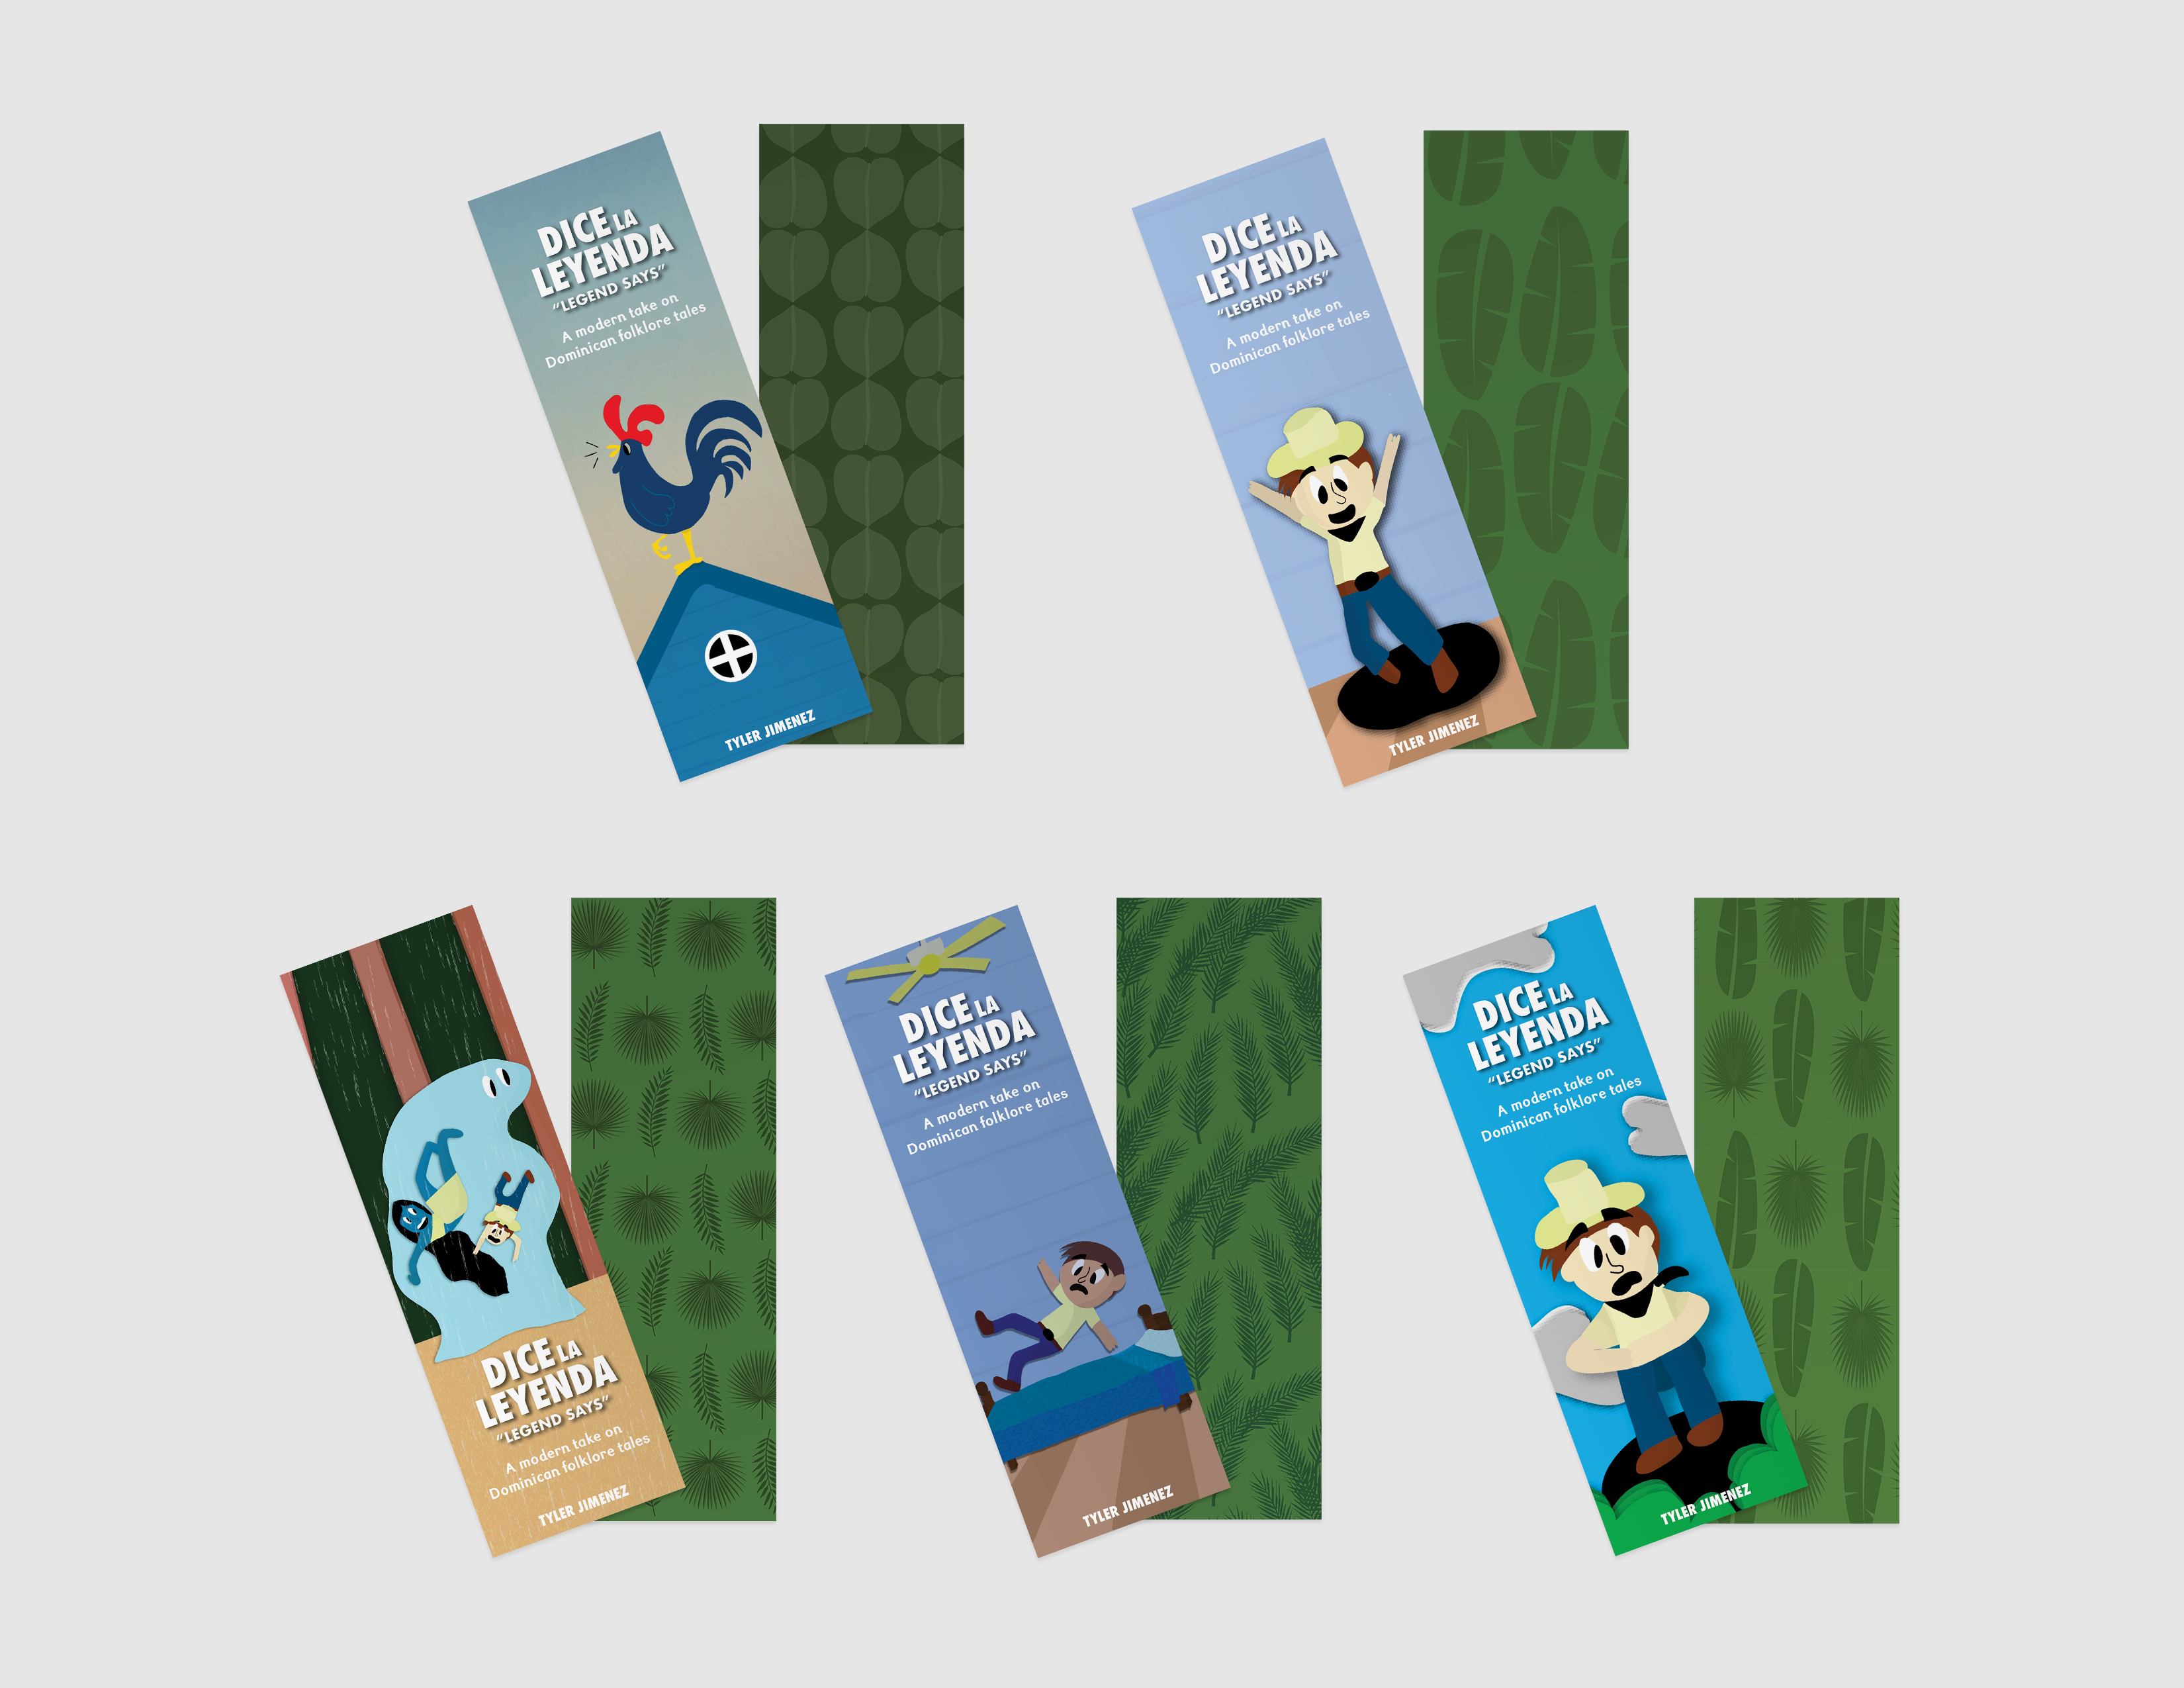 DICE LA
LEYENDA
"LEGEND SAYS"
A modern take on
Dominican folklore tales
TYLER JIMENEZ
DICE LA
LEYENDA
"LEGEND SAYS"
A modern take on
Dominican folklore tales
TYLER JIMENEZ
DICE LA
LEYENDA
"LEGEND SAYS"
A modern take on
Dominican folklore tales
TYLER JIMENEZ
DICE LA
LEYENDA
"LEGEND SAYS"
A modern take on
Dominican folklore tales
TYLER JIMENEZ
DICE LA
LEYENDA
"LEGEND SAYS"
A modern take on
Dominican folklore tales
TYLER JIMENEZ